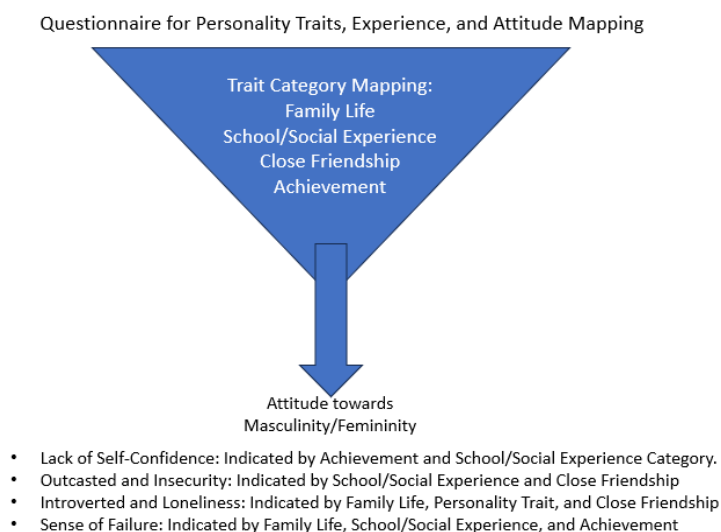 Questionnaire for Personality Traits, Experience, and Attitude Mapping
Trait Category Mapping:
Family Life
School/Social Experience
Close Friendship
Achievement
Attitude towards
Masculinity/Femininity
• Lack of Self-Confidence: Indicated by Achievement and School/Social Experience Category.
• Outcasted and Insecurity: Indicated by School/Social Experience and Close Friendship
• Introverted and Loneliness: Indicated by Family Life, Personality Trait, and Close Friendship
• Sense of Failure: Indicated by Family Life, School/Social Experience, and Achievement